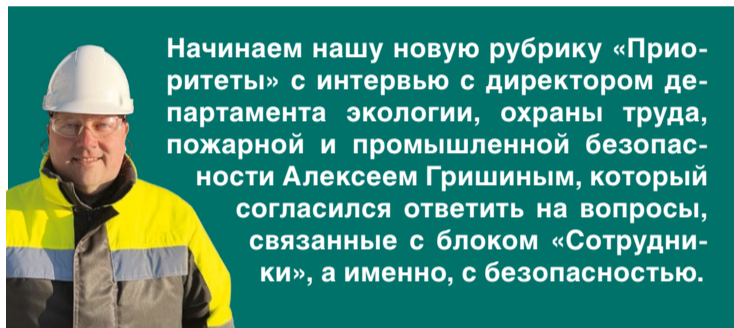 Начинаем нашу новую рубрику «Прио-
ритеты» с интервью с директором де-
партамента экологии, охраны труда,
пожарной и промышленной безопас-
ности Алексеем Гришиным, который
согласился ответить на вопросы,
связанные с блоком «Сотрудни-
ки», а именно, с безопасностью.